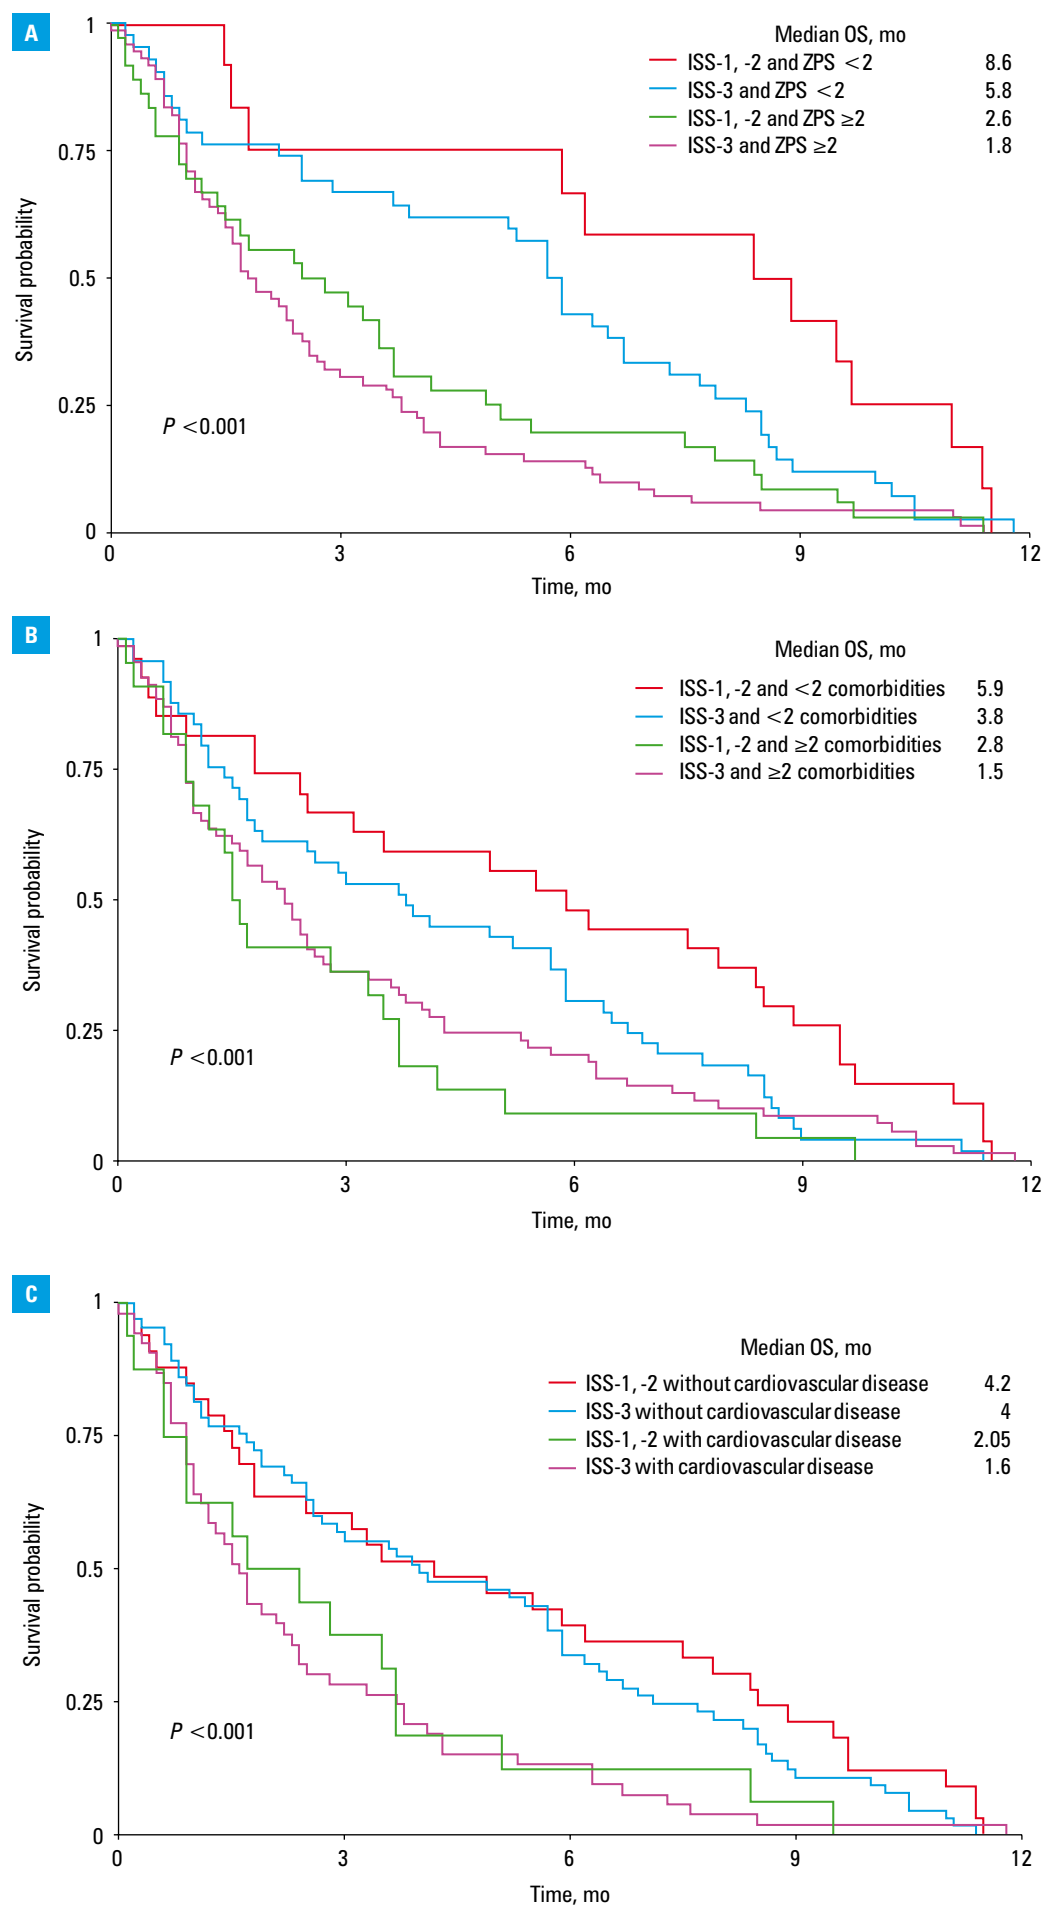 A
Median OS, mo
ISS-1, -2 and ZPS <2 8.6
ISS-3 and ZPS <2 5.8
ISS-1, -2 and ZPS ≥2 2.6
ISS-3 and ZPS ≥2 1.8
Survival probability
1
0.75
0.5
0.25
0
P <0.001
0 3 6 9 12
Time, mo
B
Median OS, mo
ISS-1, -2 and <2 comorbidities 5.9
ISS-3 and <2 comorbidities 3.8
ISS-1, -2 and ≥2 comorbidities 2.8
ISS-3 and ≥2 comorbidities 1.5
Survival probability
1
0.75
0.5
0.25
0
P <0.001
0 3 6 9 12
Time, mo
C
Median OS, mo
ISS-1, -2 without cardiovascular disease 4.2
ISS-3 without cardiovascular disease 4
ISS-1, -2 with cardiovascular disease 2.05
ISS-3 with cardiovascular disease 1.6
Survival probability
1
0.75
0.5
0.25
0
P <0.001
0 3 6 9 12
Time, mo